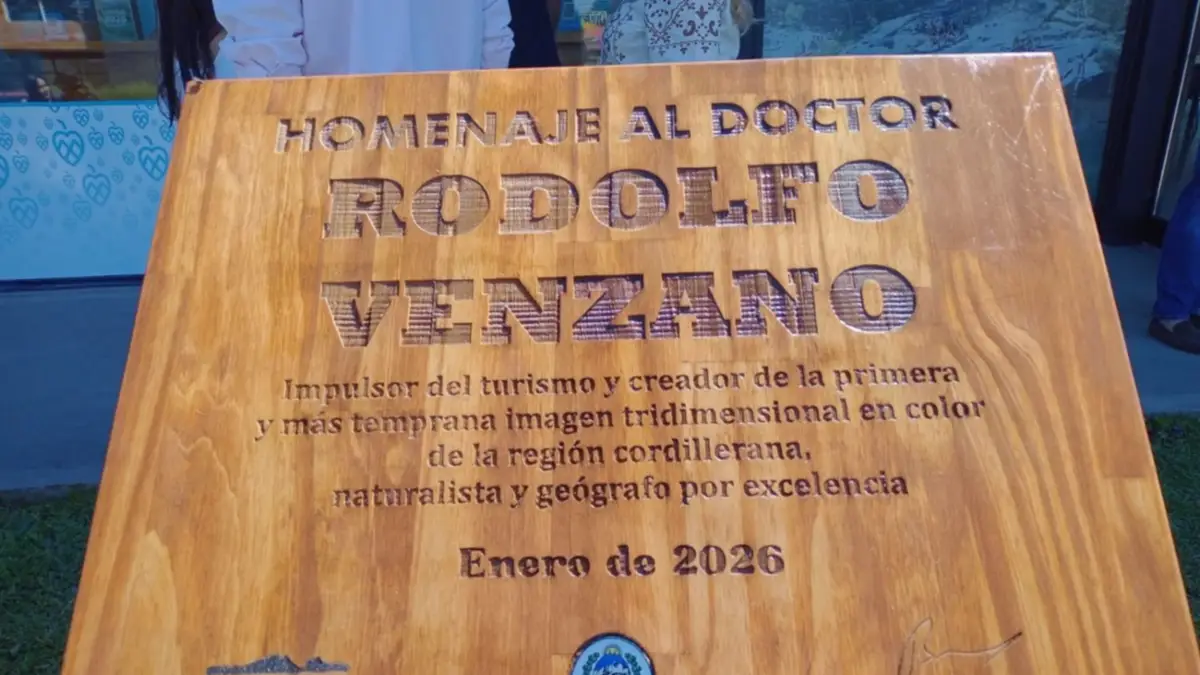 HOMENAJE AL DOCTOR
RODOLFO
VENZANO
Impulsor del turismo y creador de la primera
y más temprana imagen tridimensional en color
de la región cordillerana,
naturalista y geógrafo por excelencia
Enero de 2026